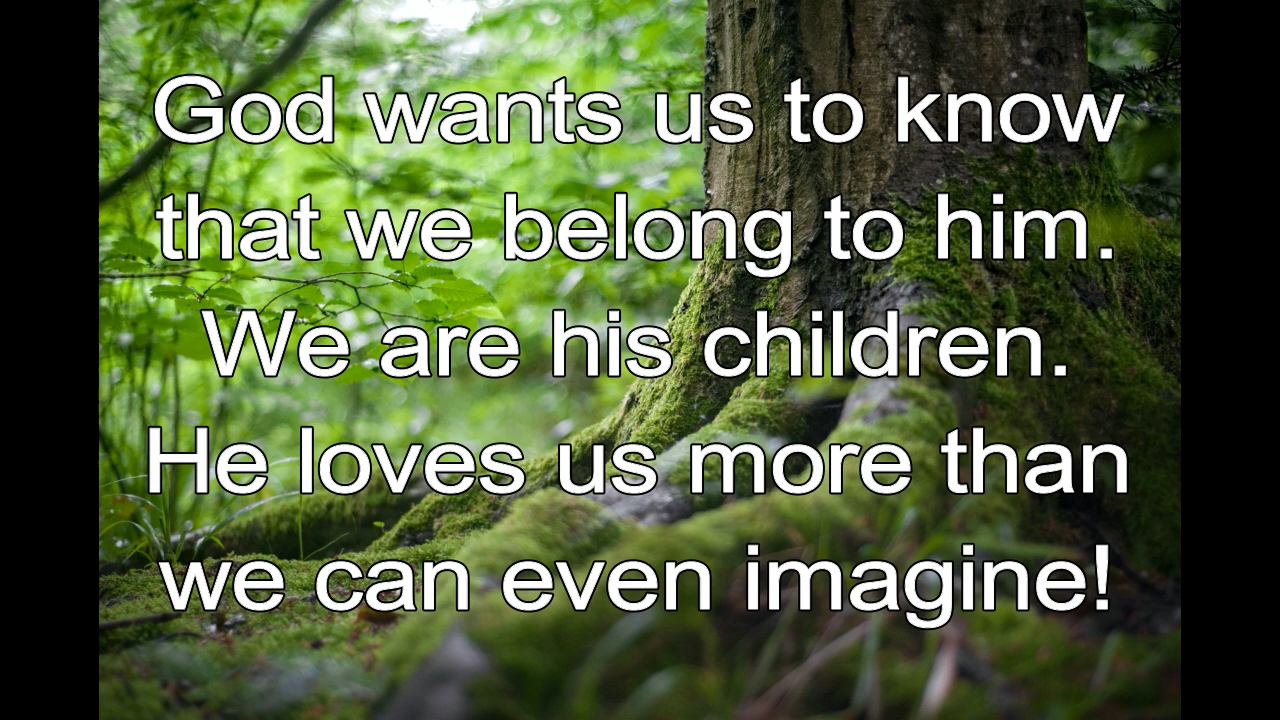 God wants us to know
that we belong to him.
We are his children.
He loves us more than
we can even imagine!